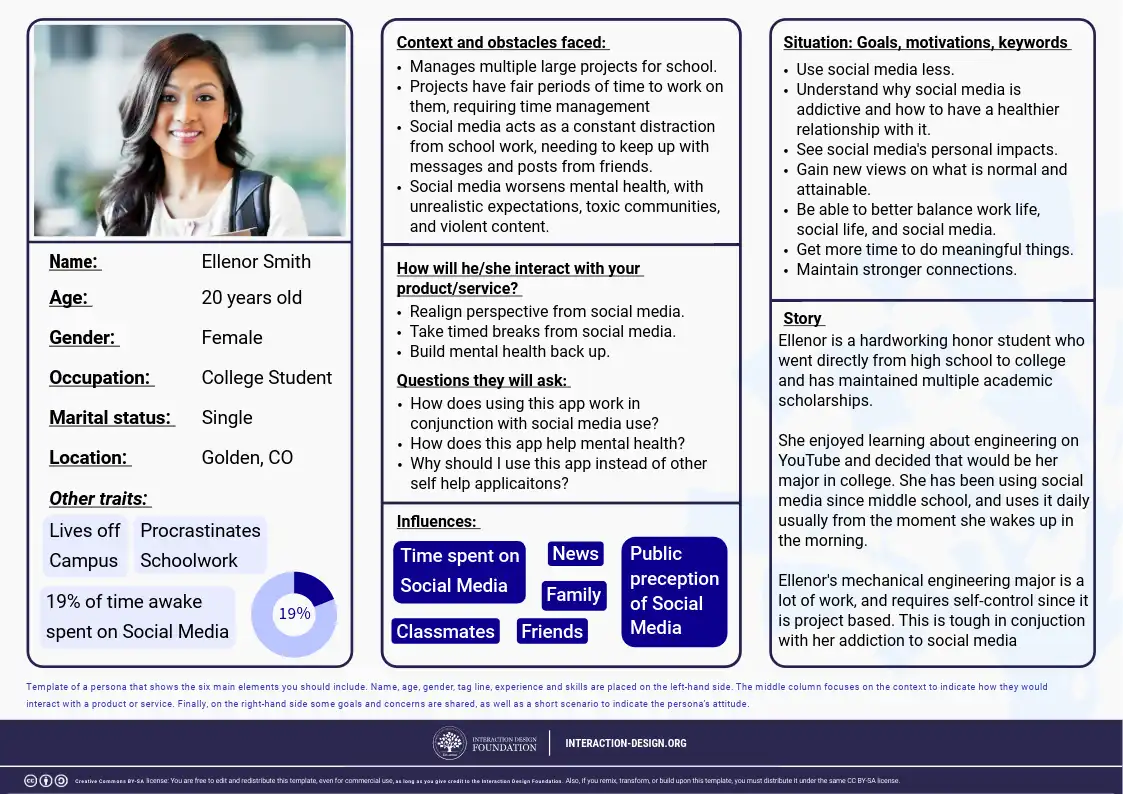 Name:
Ellenor Smith
Age:
20 years old
Gender:
Female
Occupation:
College Student
Marital status:
Single
Location:
Golden, CO
Other traits:
Lives off
Campus
Procrastinates
Schoolwork
19% of time awake
spent on Social Media
19%
Context and obstacles faced:
• Manages multiple large projects for school.
• Projects have fair periods of time to work on
them, requiring time management
• Social media acts as a constant distraction
from school work, needing to keep up with
messages and posts from friends.
• Social media worsens mental health, with
unrealistic expectations, toxic communities,
and violent content.
How will he/she interact with your
product/service?
• Realign perspective from social media.
• Take timed breaks from social media.
• Build mental health back up.
Questions they will ask:
• How does using this app work in
conjunction with social media use?
• How does this app help mental health?
• Why should I use this app instead of other
self help applicaitons?
Influences:
Time spent on
Social Media
News
Family
Public
preception
of Social
Media
Classmates
Friends
Situation: Goals, motivations, keywords
• Use social media less.
• Understand why social media is
addictive and how to have a healthier
relationship with it.
• See social media's personal impacts.
• Gain new views on what is normal and
attainable.
• Be able to better balance work life,
social life, and social media.
• Get more time to do meaningful things.
• Maintain stronger connections.
Story
Ellenor is a hardworking honor student who
went directly from high school to college
and has maintained multiple academic
scholarships.
She enjoyed learning about engineering on
YouTube and decided that would be her
major in college. She has been using social
media since middle school, and uses it daily
usually from the moment she wakes up in
the morning.
Ellenor's mechanical engineering major is a
lot of work, and requires self-control since it
is project based. This is tough in conjuction
with her addiction to social media
Template of a persona that shows the six main elements you should include. Name, age, gender, tag line, experience and skills are placed on the left-hand side. The middle column focuses on the context to indicate how they would
interact with a product or service. Finally, on the right-hand side some goals and concerns are shared, as well as a short scenario to indicate the persona's attitude.
INTERACTION DESIGN
FOUNDATION
INTERACTION-DESIGN.ORG
Creative Commons BY-SA license: You are free to edit and redistribute this template, even for commercial use, as long as you give credit to the Interaction Design Foundation. Also, if you remix, transform, or build upon this template, you must distribute it under the same CC BY-SA license.